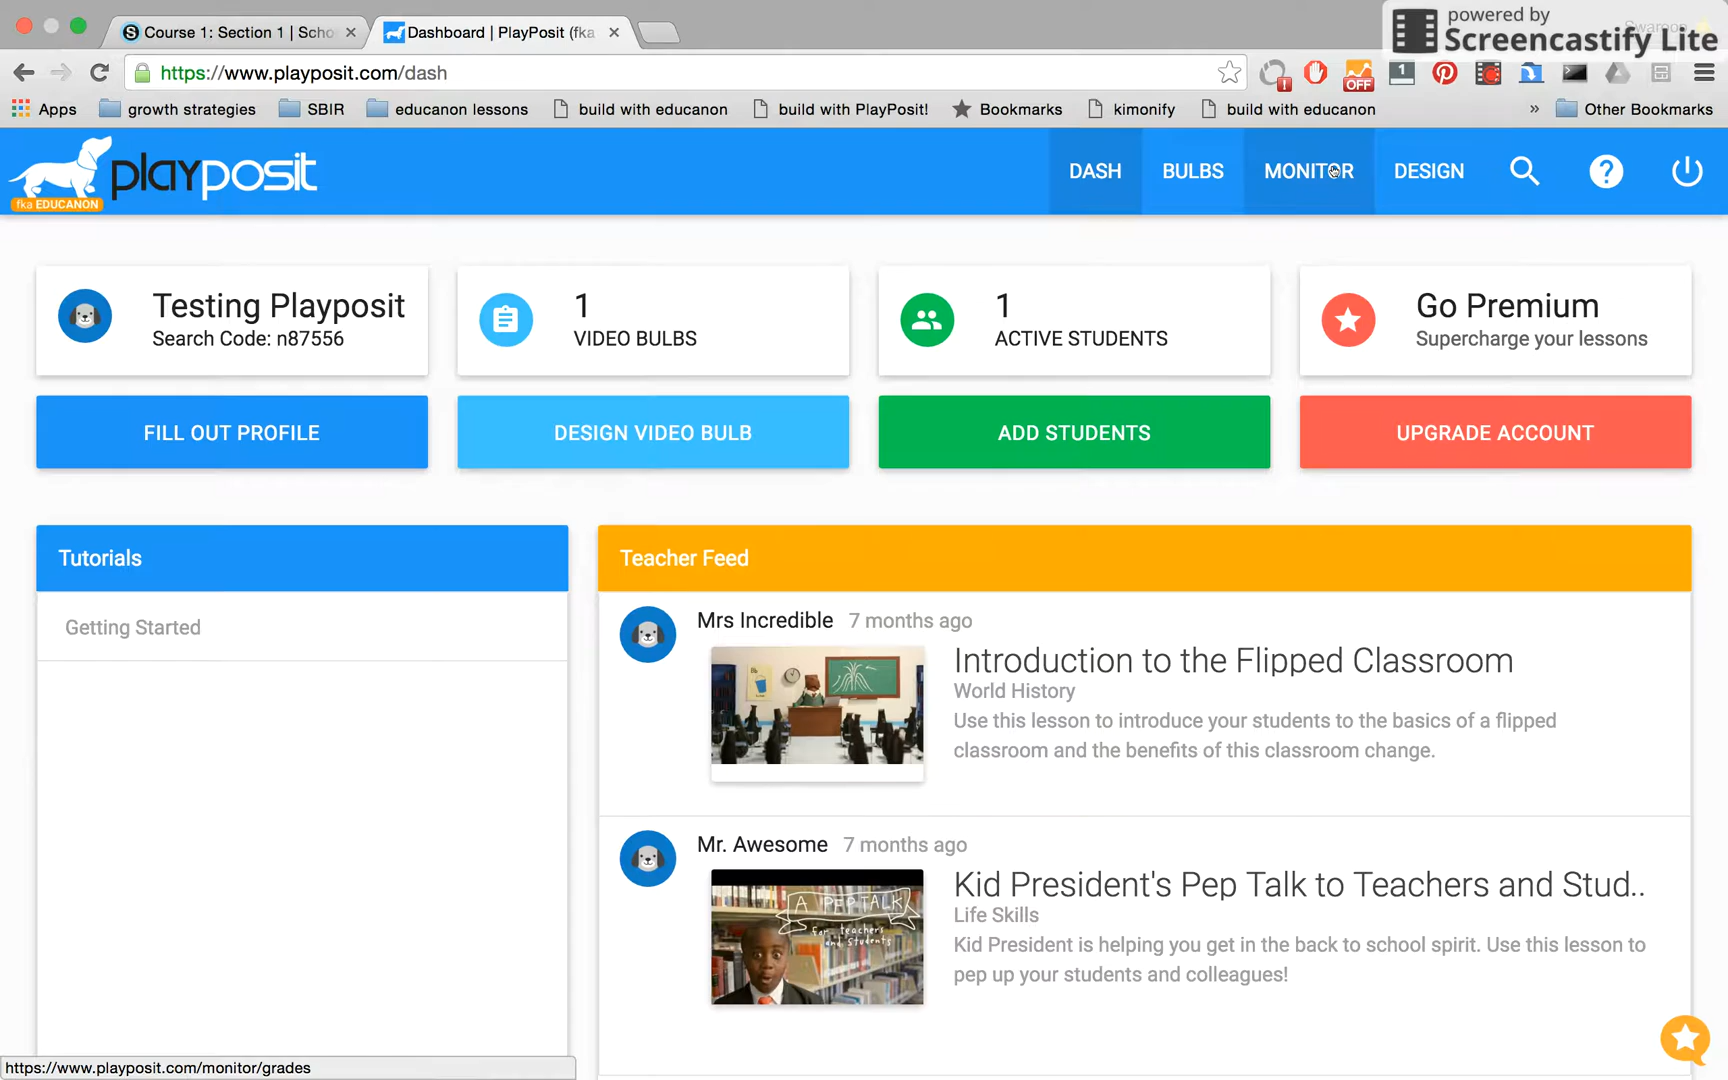 powered by
Screencastify Lite
Course 1: Section 1 | Scho
Dashboard | PlayPosit (fka
https://www.playposit.com/dash
1
OFF
Apps
growth strategies
SBIR
educanon lessons
build with educanon
build with PlayPosit!
Bookmarks
kimonify
build with educanon
»
Other Bookmarks
playposit
fka EDUCANON
DASH
BULBS
MONITOR
DESIGN
?
Testing Playposit
Search Code: n87556
1
VIDEO BULBS
1
ACTIVE STUDENTS
Go Premium
Supercharge your lessons
FILL OUT PROFILE
DESIGN VIDEO BULB
ADD STUDENTS
UPGRADE ACCOUNT
Tutorials
Getting Started
Teacher Feed
Mrs Incredible 7 months ago
Introduction to the Flipped Classroom
World History
Use this lesson to introduce your students to the basics of a flipped
classroom and the benefits of this classroom change.
Mr. Awesome 7 months ago
A PEP TALK
for teachers
and students
Kid President's Pep Talk to Teachers and Stud..
Life Skills
Kid President is helping you get in the back to school spirit. Use this lesson to
pep up your students and colleagues!
https://www.playposit.com/monitor/grades